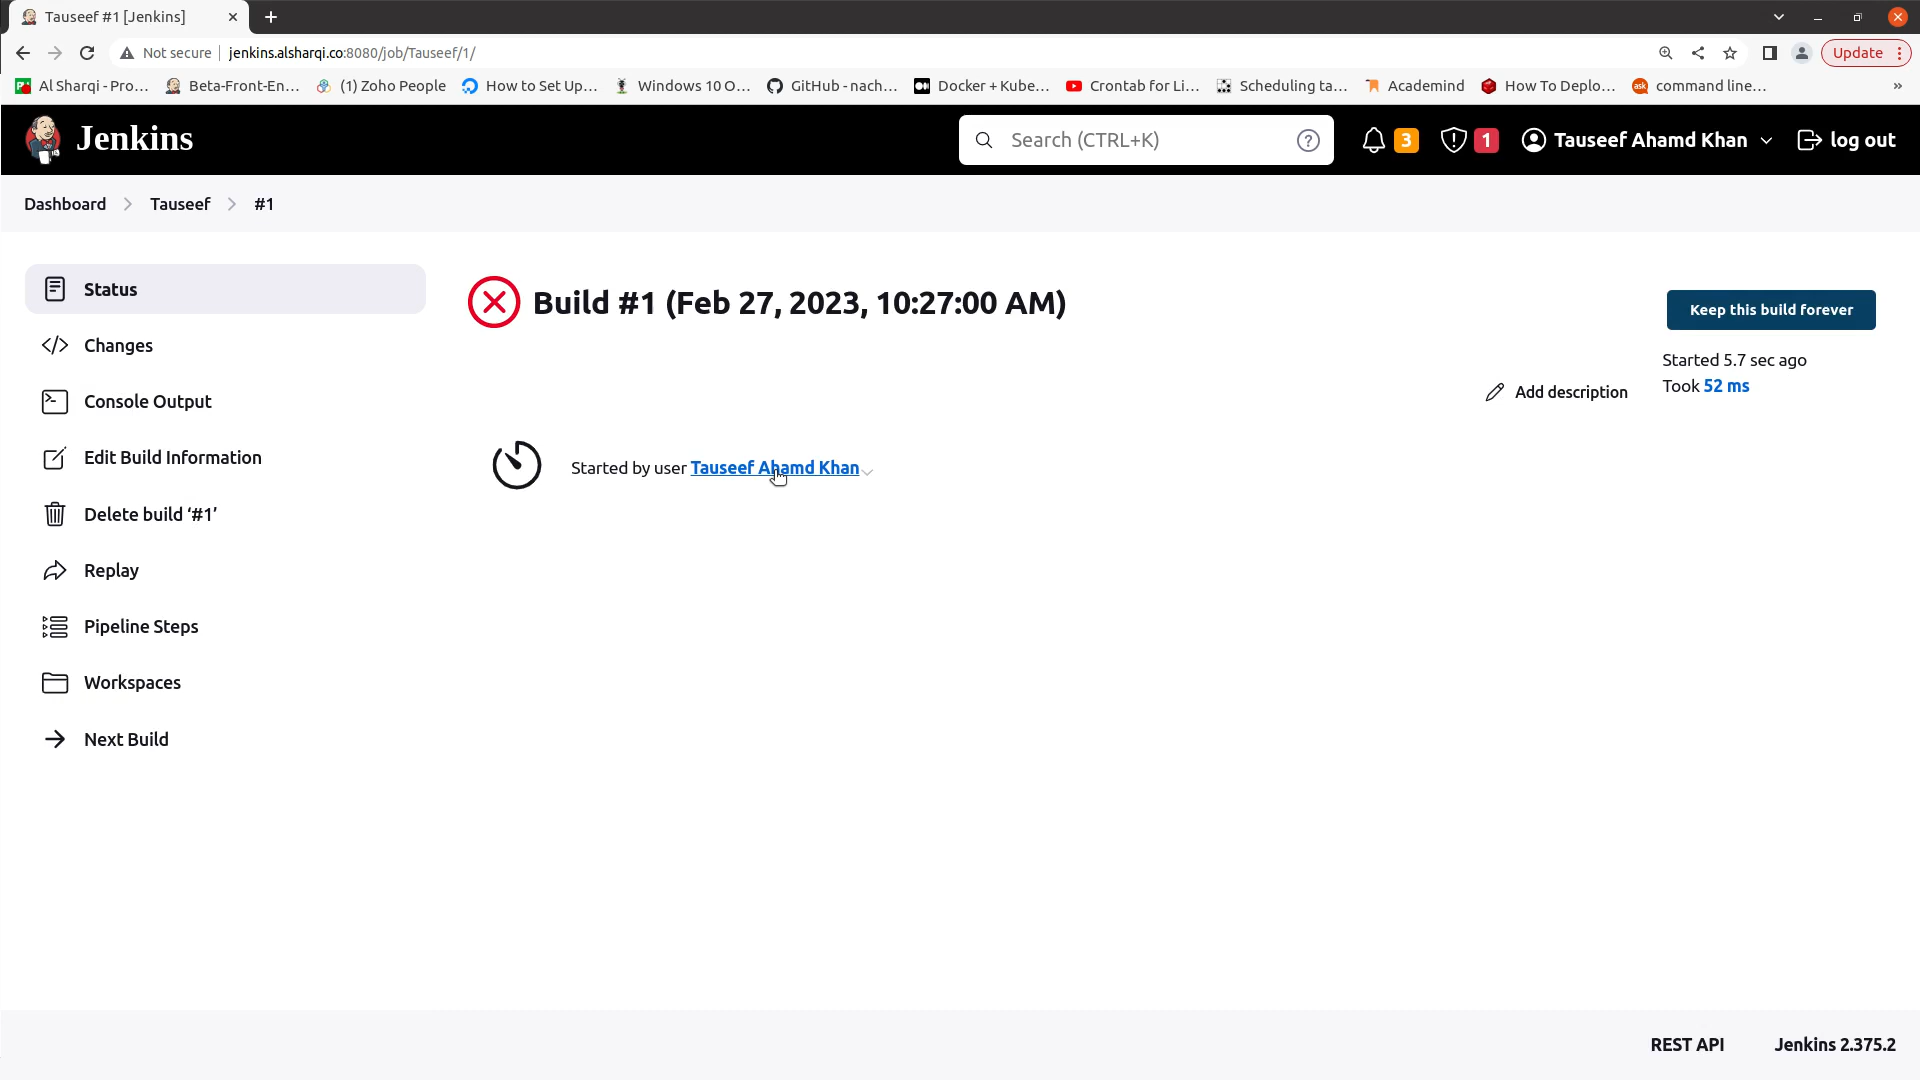 Tauseef #1 [Jenkins]
Not secure jenkins.alsharqi.co:8080/job/Tauseef/1/ Update
Al Sharqi - Pro... Beta-Front-En... (1) Zoho People How to Set Up... Windows 10 O... GitHub - nach... Docker + Kube... Crontab for Li... Scheduling ta... Academind How To Deplo... ask command line... »
Jenkins Search (CTRL+K) ? 3 1 Tauseef Ahamd Khan log out
Dashboard Tauseef #1
Status
Changes
Console Output
Edit Build Information
Delete build ‘#1’
Replay
Pipeline Steps
Workspaces
Next Build
Build #1 (Feb 27, 2023, 10:27:00 AM)
Keep this build forever
Started 5.7 sec ago
Took 52 ms
Add description
Started by user Tauseef Ahamd Khan
REST API Jenkins 2.375.2